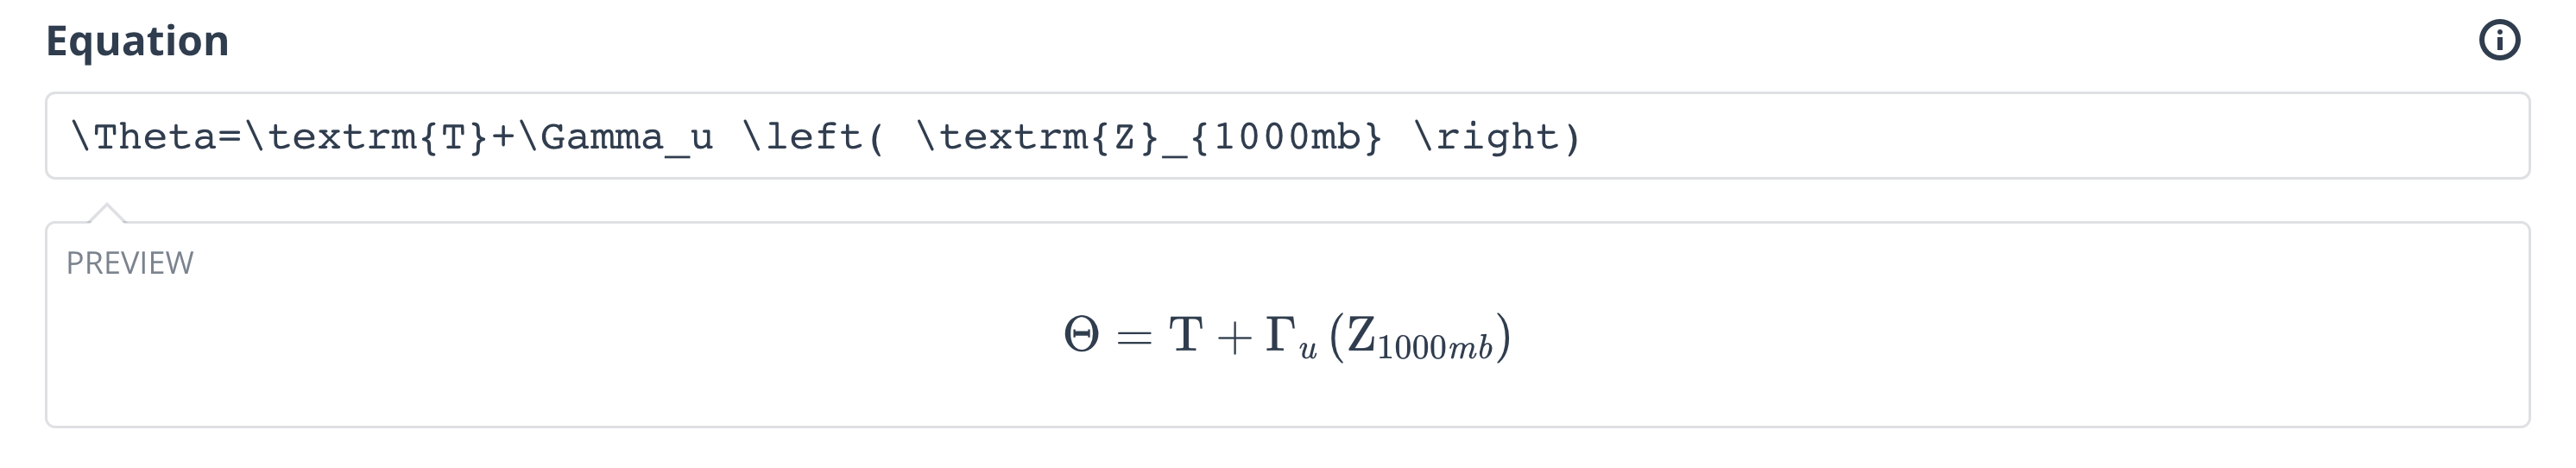 Equation
\Theta=\textrm{T}+\Gamma_u \left( \textrm{Z}_{1000mb} \right)
PREVIEW
Θ = T + Γ_u (Z_{1000mb})